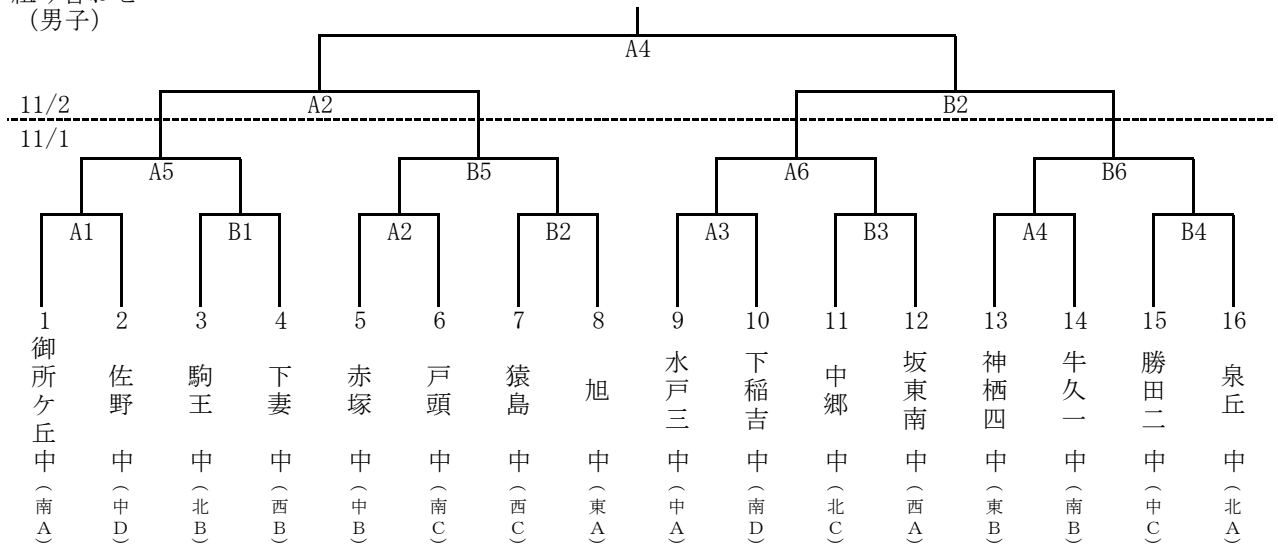 (男子)
A4
11/2
A2 B2
11/1
A5 B5 A6 B6
A1 B1 A2 B2 A3 B3 A4 B4
1 2 3 4 5 6 7 8 9 10 11 12 13 14 15 16
御所ケ丘中(南A)
佐野中(中D)
駒王中(北B)
下妻中(西B)
赤塚中(中B)
戸頭中(南C)
猿島中(西C)
旭中(東A)
水戸三中(中A)
下稲吉中(南D)
中郷中(北C)
坂東南中(西A)
神栖四中(東B)
牛久一中(南B)
勝田二中(中C)
泉丘中(北A)